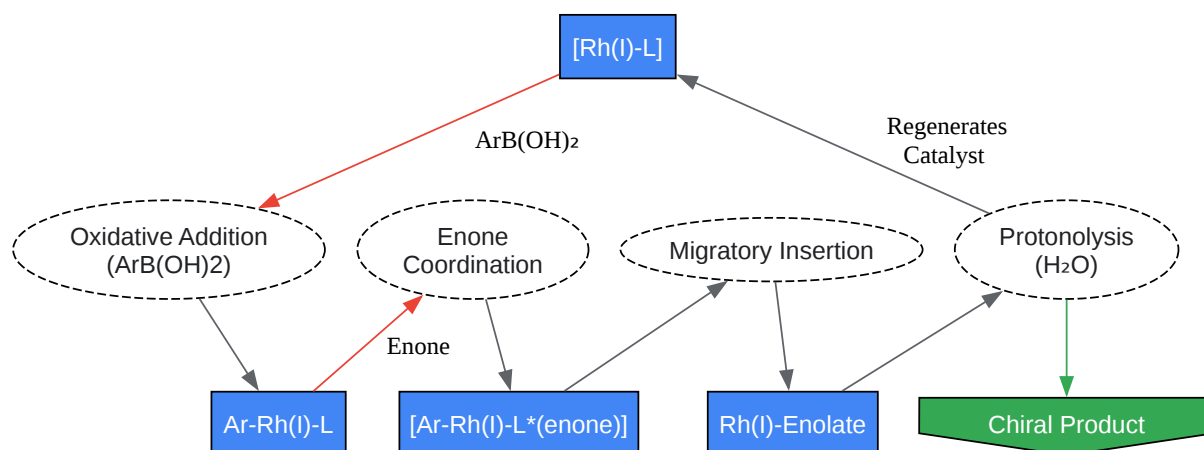 [Rh(I)-L]
ArB(OH)₂
Regenerates
Catalyst
Oxidative Addition
(ArB(OH)2)
Enone
Coordination
Migratory Insertion
Protonolysis
(H₂O)
Enone
Ar-Rh(I)-L
[Ar-Rh(I)-L*(enone)]
Rh(I)-Enolate
Chiral Product